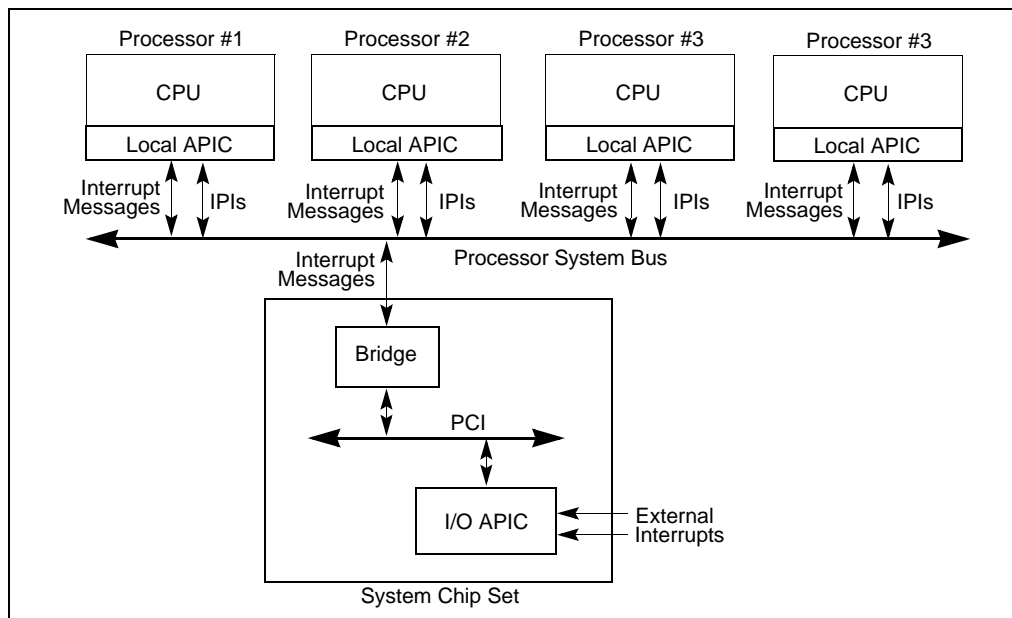 Processor #1
Processor #2
Processor #3
Processor #3
CPU
CPU
CPU
CPU
Local APIC
Local APIC
Local APIC
Local APIC
Interrupt
Messages
IPIs
Interrupt
Messages
IPIs
Interrupt
Messages
IPIs
Interrupt
Messages
IPIs
Processor System Bus
Interrupt
Messages
Bridge
PCI
I/O APIC
External
Interrupts
System Chip Set